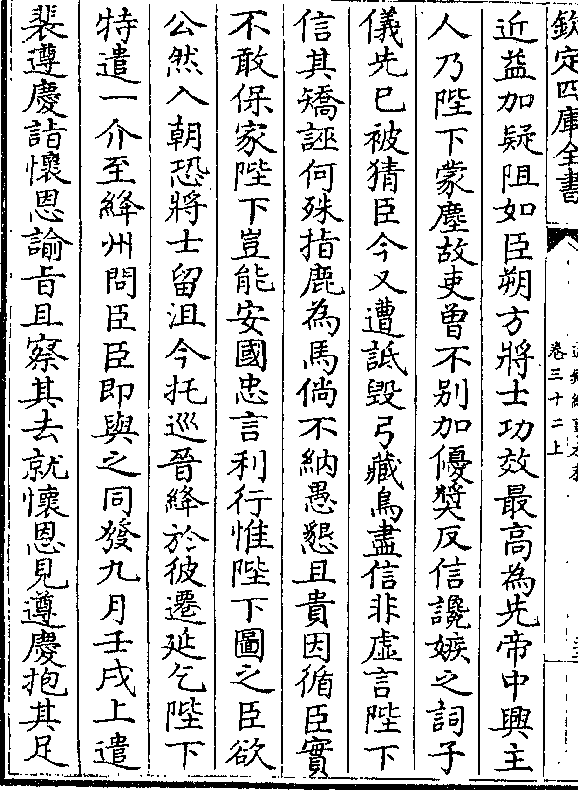 欽定四庫全書
卷三十二上
近益加疑阻如臣朔方將士功效最高為先帝中興主
人乃陛下蒙塵故吏曾不别加優奬反信讒嫉之詞子
儀先已被猜臣今又遭詆毀弓藏鳥盡信非虚言陛下
信其矯誣何殊指鹿為馬倘不納愚懇且貴因循臣實
不敢保家陛下豈能安國忠言利行惟陛下圖之臣欲
公然入朝恐將士留沮今托巡晉絳於彼遷延乞陛下
特遣一介至絳州問臣臣即與之同發九月壬戌上遣
裴遵慶詣懷恩諭旨且察其去就懷恩見遵慶抱其足